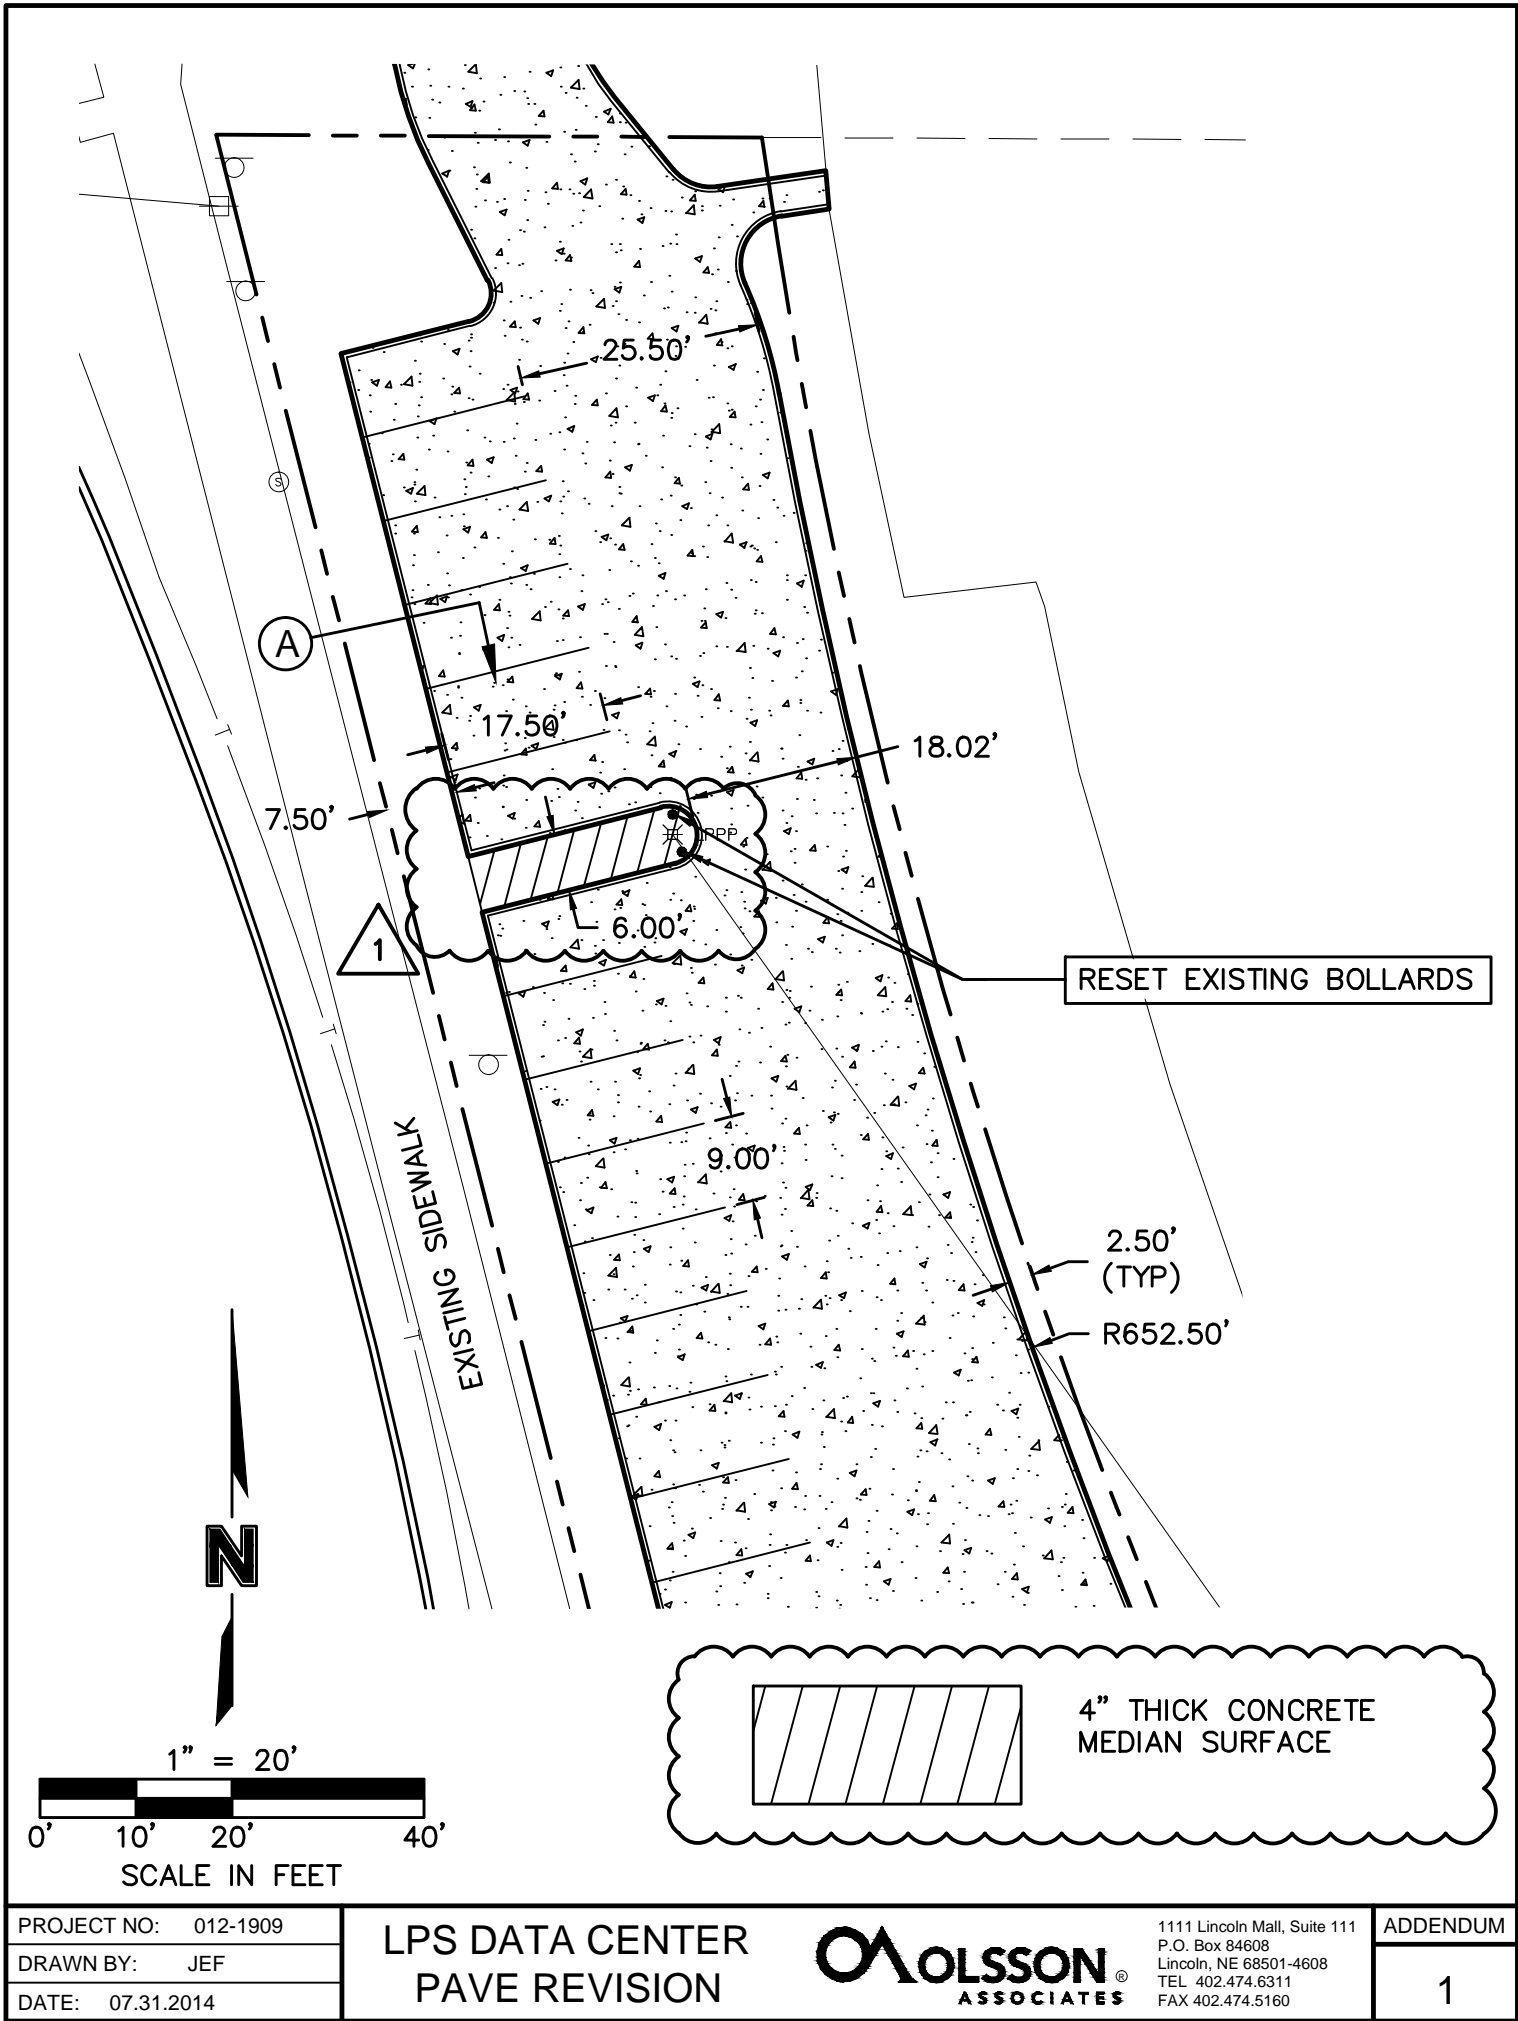 25.50'
S
A
17.50'
18.02'
7.50'
PPP
1
6.00'
RESET EXISTING BOLLARDS
EXISTING SIDEWALK
9.00'
2.50'
(TYP)
R652.50'
T
T
T
N
1" = 20'
0' 10' 20' 40'
SCALE IN FEET
4" THICK CONCRETE
MEDIAN SURFACE
PROJECT NO: 012-1909
DRAWN BY: JEF
DATE: 07.31.2014
LPS DATA CENTER
PAVE REVISION
OA OLSSON ®
ASSOCIATES
1111 Lincoln Mall, Suite 111
P.O. Box 84608
Lincoln, NE 68501-4608
TEL 402.474.6311
FAX 402.474.5160
ADDENDUM
1